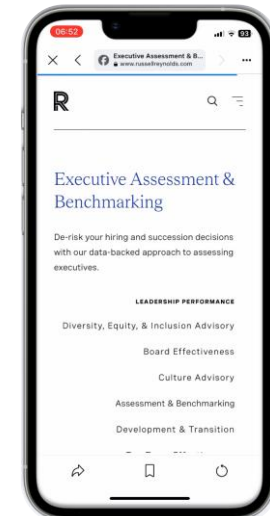 06:52
93
Executive Assessment & B...
www.russellreynolds.com
R
Executive Assessment &
Benchmarking
De-risk your hiring and succession decisions
with our data-backed approach to assessing
executives.
LEADERSHIP PERFORMANCE
Diversity, Equity, & Inclusion Advisory
Board Effectiveness
Culture Advisory
Assessment & Benchmarking
Development & Transition